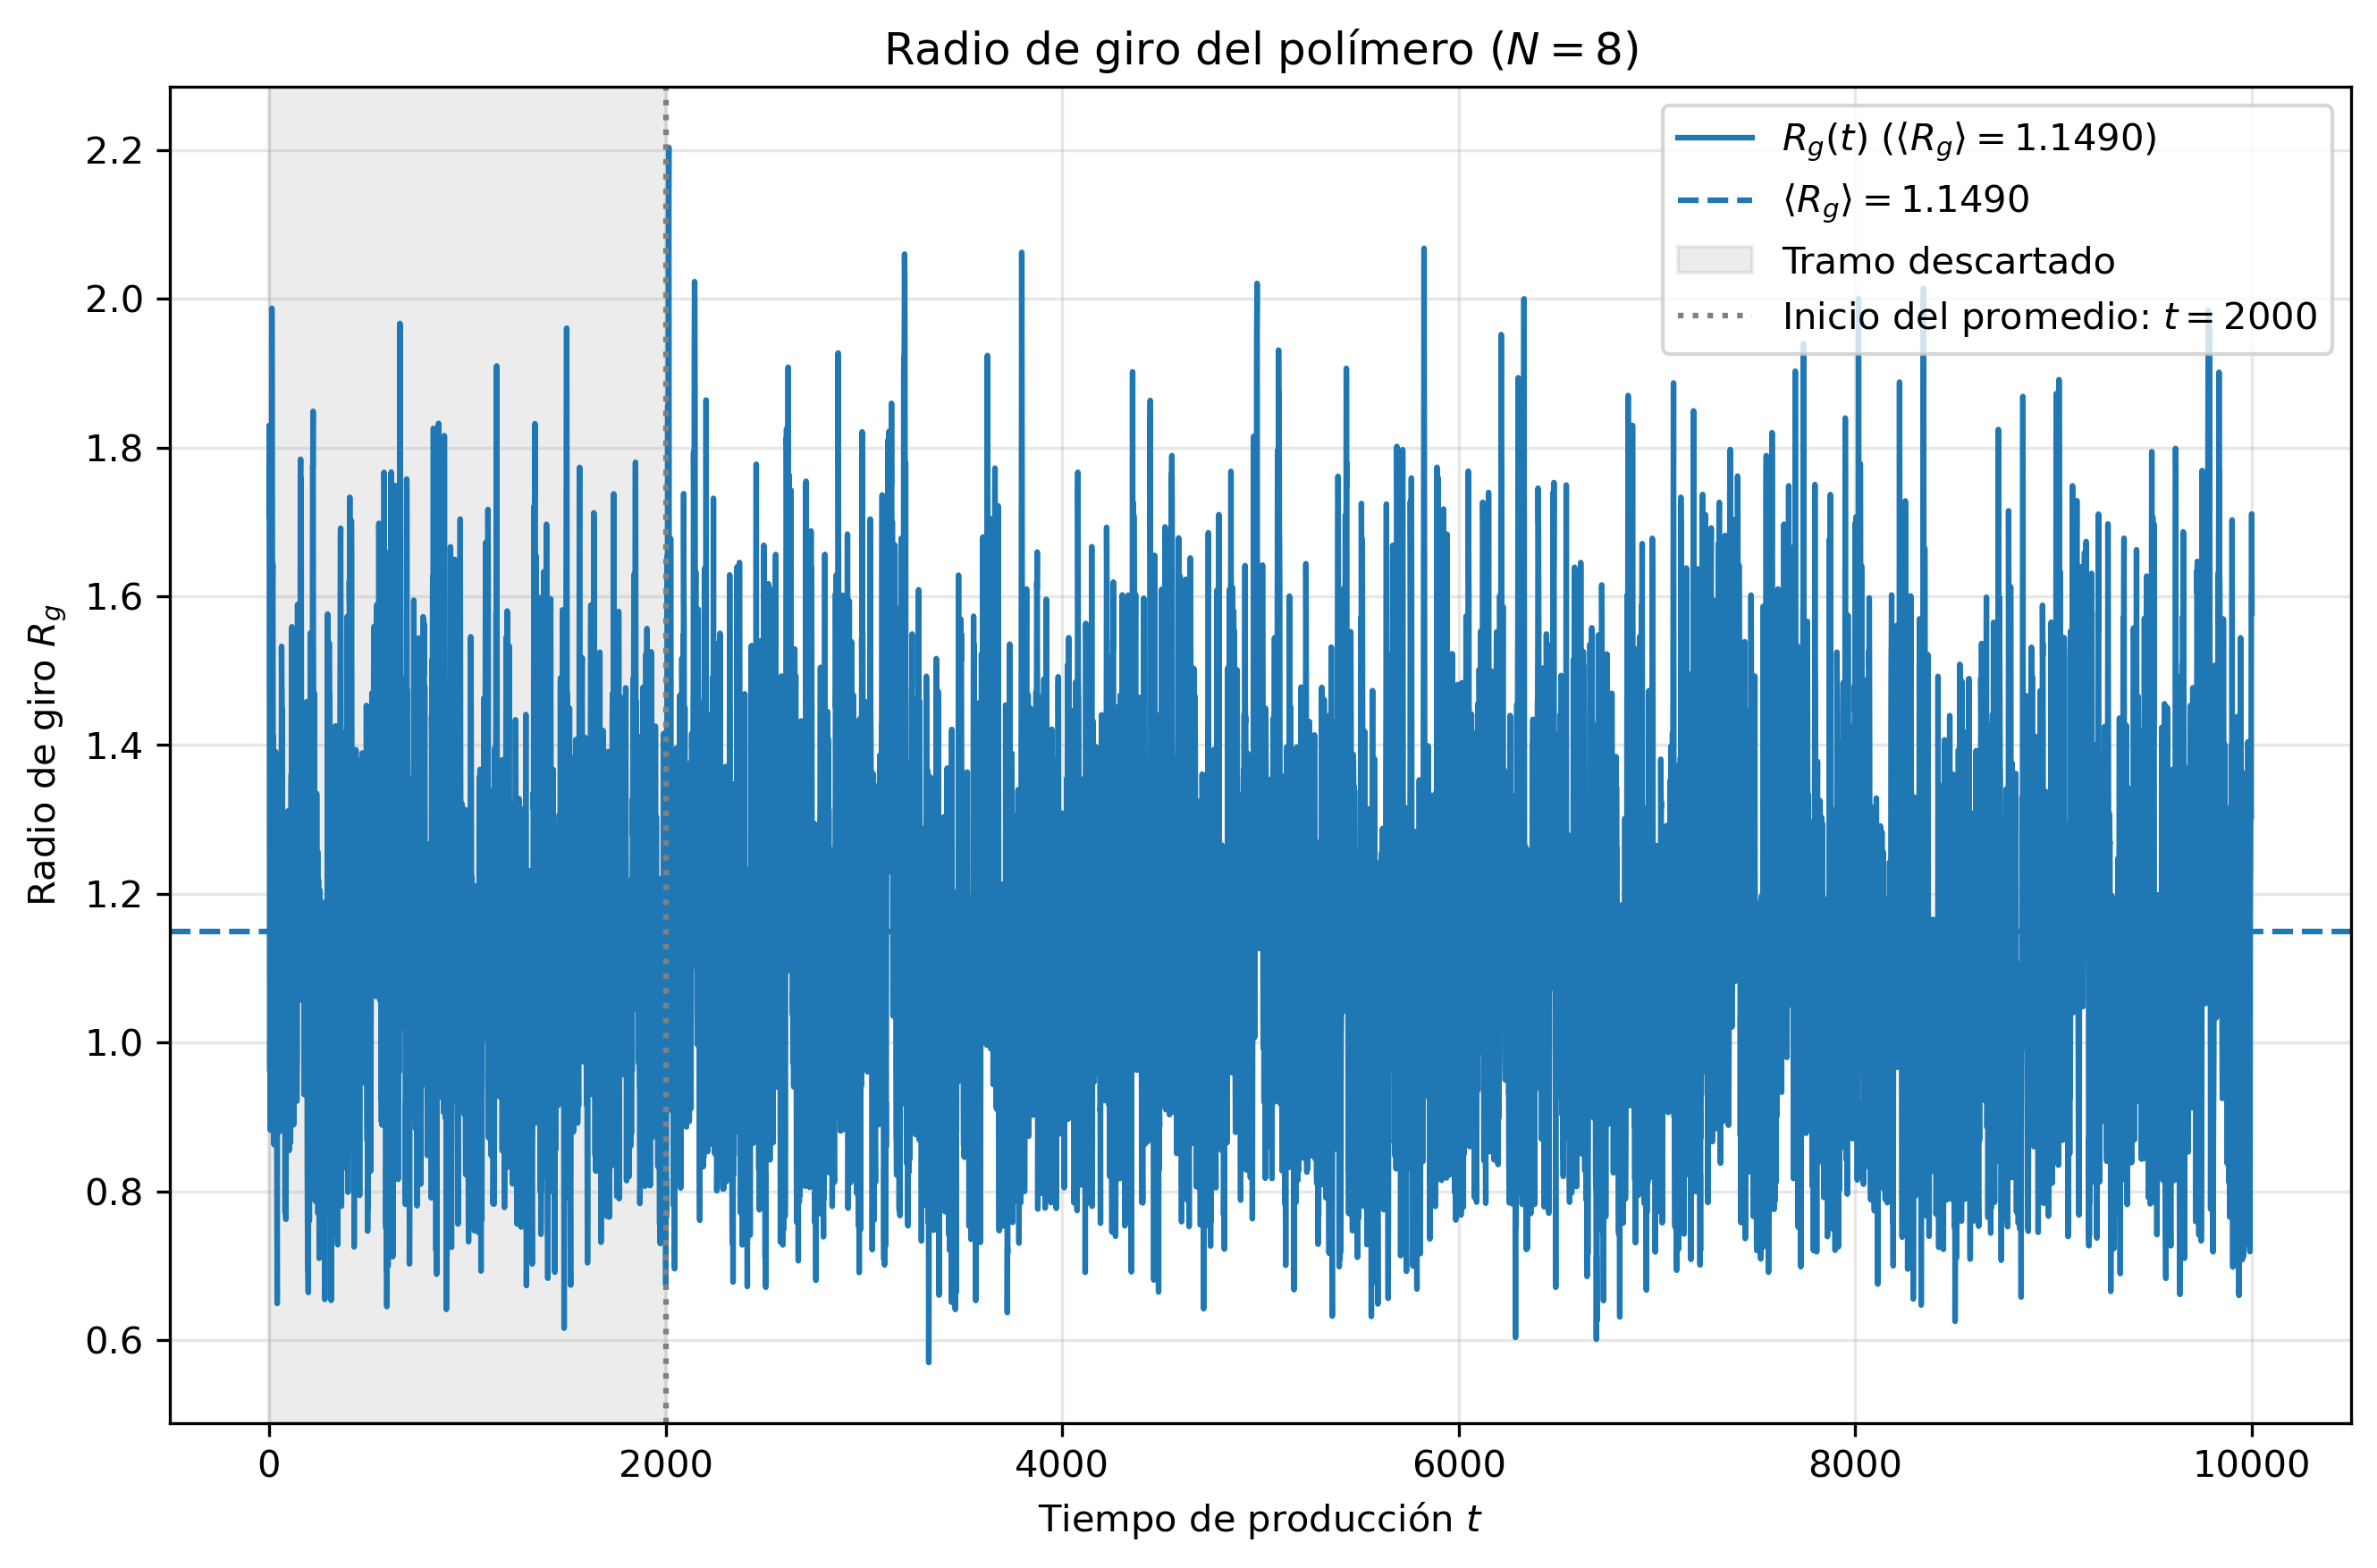 Radio de giro del polímero (N = 8)
R_g(t) (⟨R_g⟩ = 1.1490)
⟨R_g⟩ = 1.1490
Tramo descartado
Inicio del promedio: t = 2000
Radio de giro R_g
2.2
2.0
1.8
1.6
1.4
1.2
1.0
0.8
0.6
0 2000 4000 6000 8000 10000
Tiempo de producción t